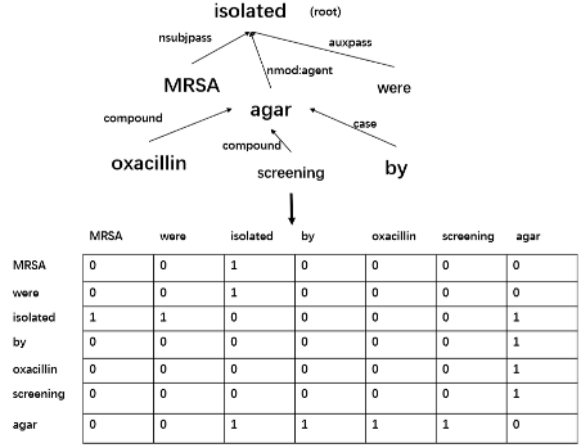 isolated (root)
nsubjpass
auxpass
nmod:agent
MRSA
were
agar
compound
case
compound
oxacillin
screening
by
MRSA were isolated by oxacillin screening agar
MRSA 0 0 1 0 0 0 0
were 0 0 1 0 0 0 0
isolated 1 1 0 0 0 0 1
by 0 0 0 0 0 0 1
oxacillin 0 0 0 0 0 0 1
screening 0 0 0 0 0 0 1
agar 0 0 1 1 1 1 0